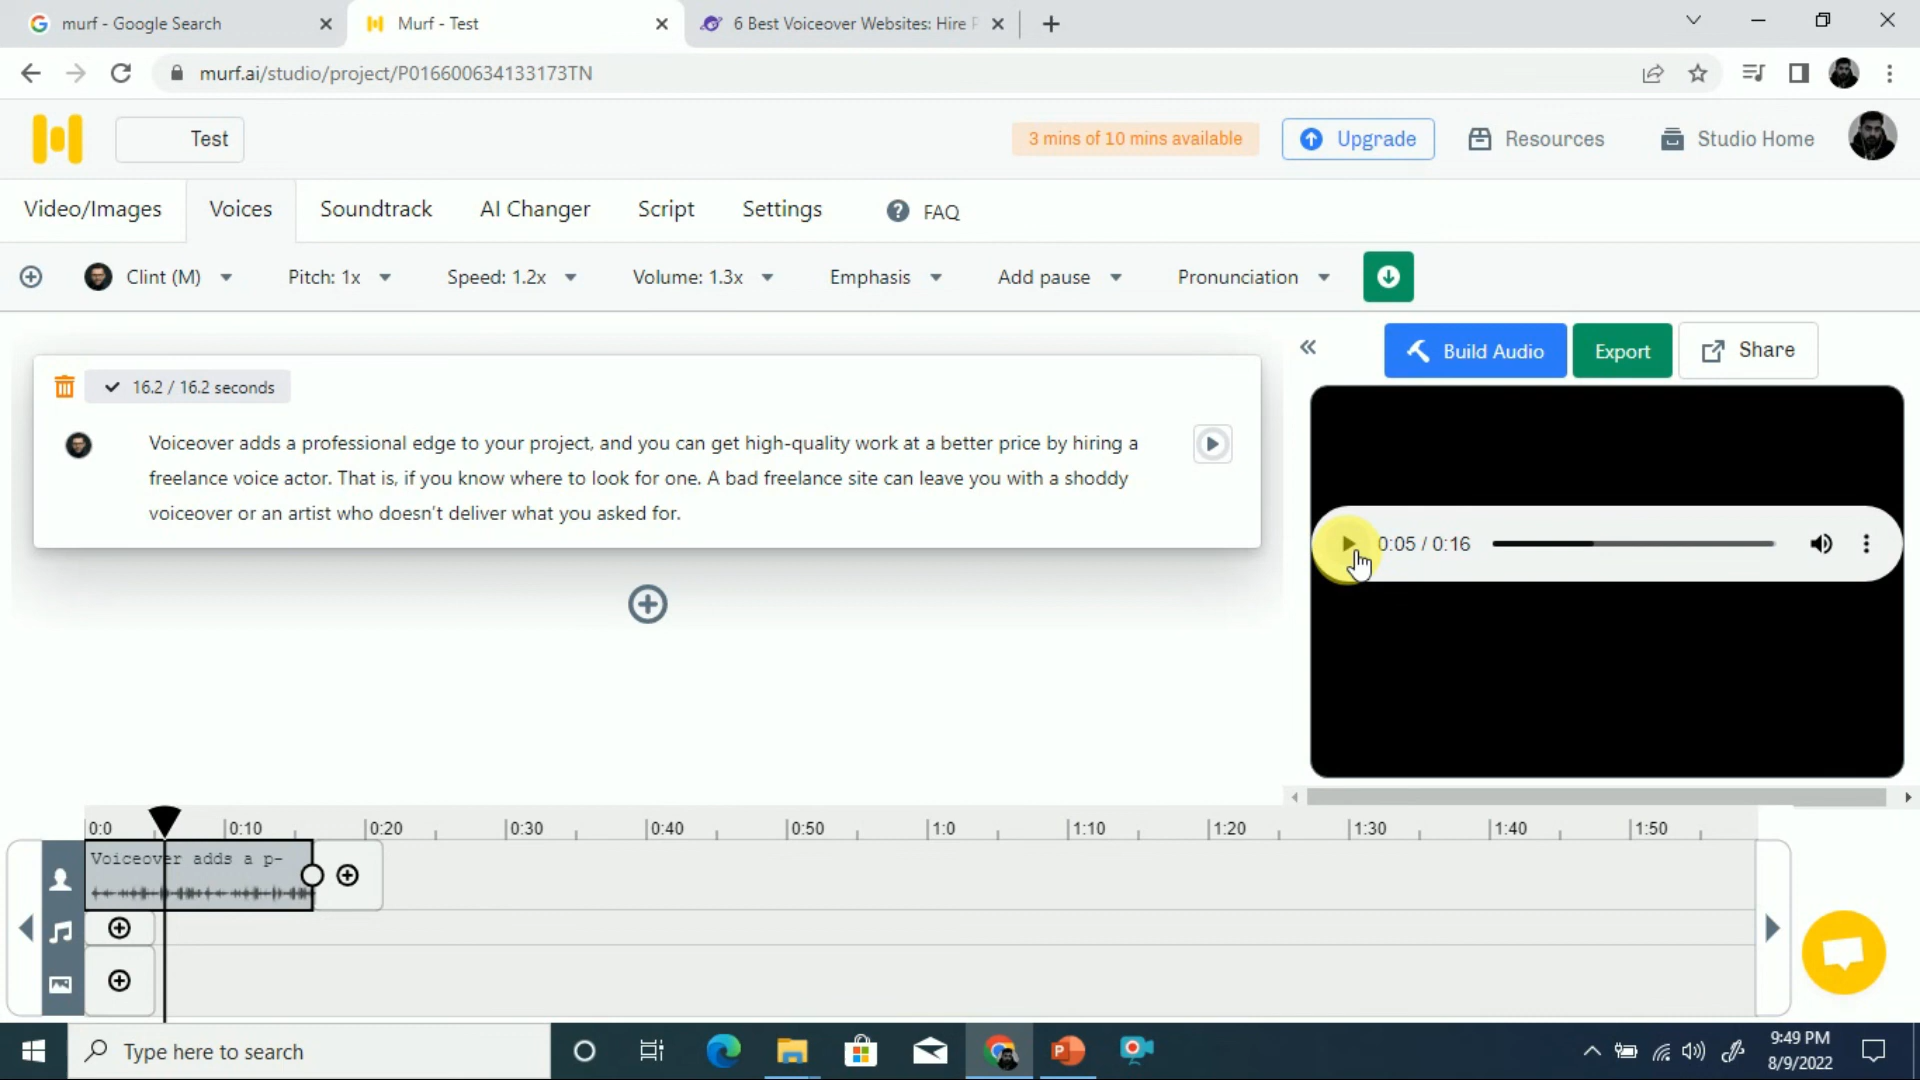 murf - Google Search
Murf - Test
6 Best Voiceover Websites: Hire
murf.ai/studio/project/P016600634133173TN
Test
3 mins of 10 mins available
Upgrade
Resources
Studio Home
Video/Images
Voices
Soundtrack
AI Changer
Script
Settings
FAQ
Clint (M)
Pitch: 1x
Speed: 1.2x
Volume: 1.3x
Emphasis
Add pause
Pronunciation
Build Audio
Export
Share
16.2 / 16.2 seconds
Voiceover adds a professional edge to your project, and you can get high-quality work at a better price by hiring a
freelance voice actor. That is, if you know where to look for one. A bad freelance site can leave you with a shoddy
voiceover or an artist who doesn't deliver what you asked for.
0:05 / 0:16
0:0
0:10
0:20
0:30
0:40
0:50
1:0
1:10
1:20
1:30
1:40
1:50
Voiceover adds a p-
Type here to search
9:49 PM
8/9/2022